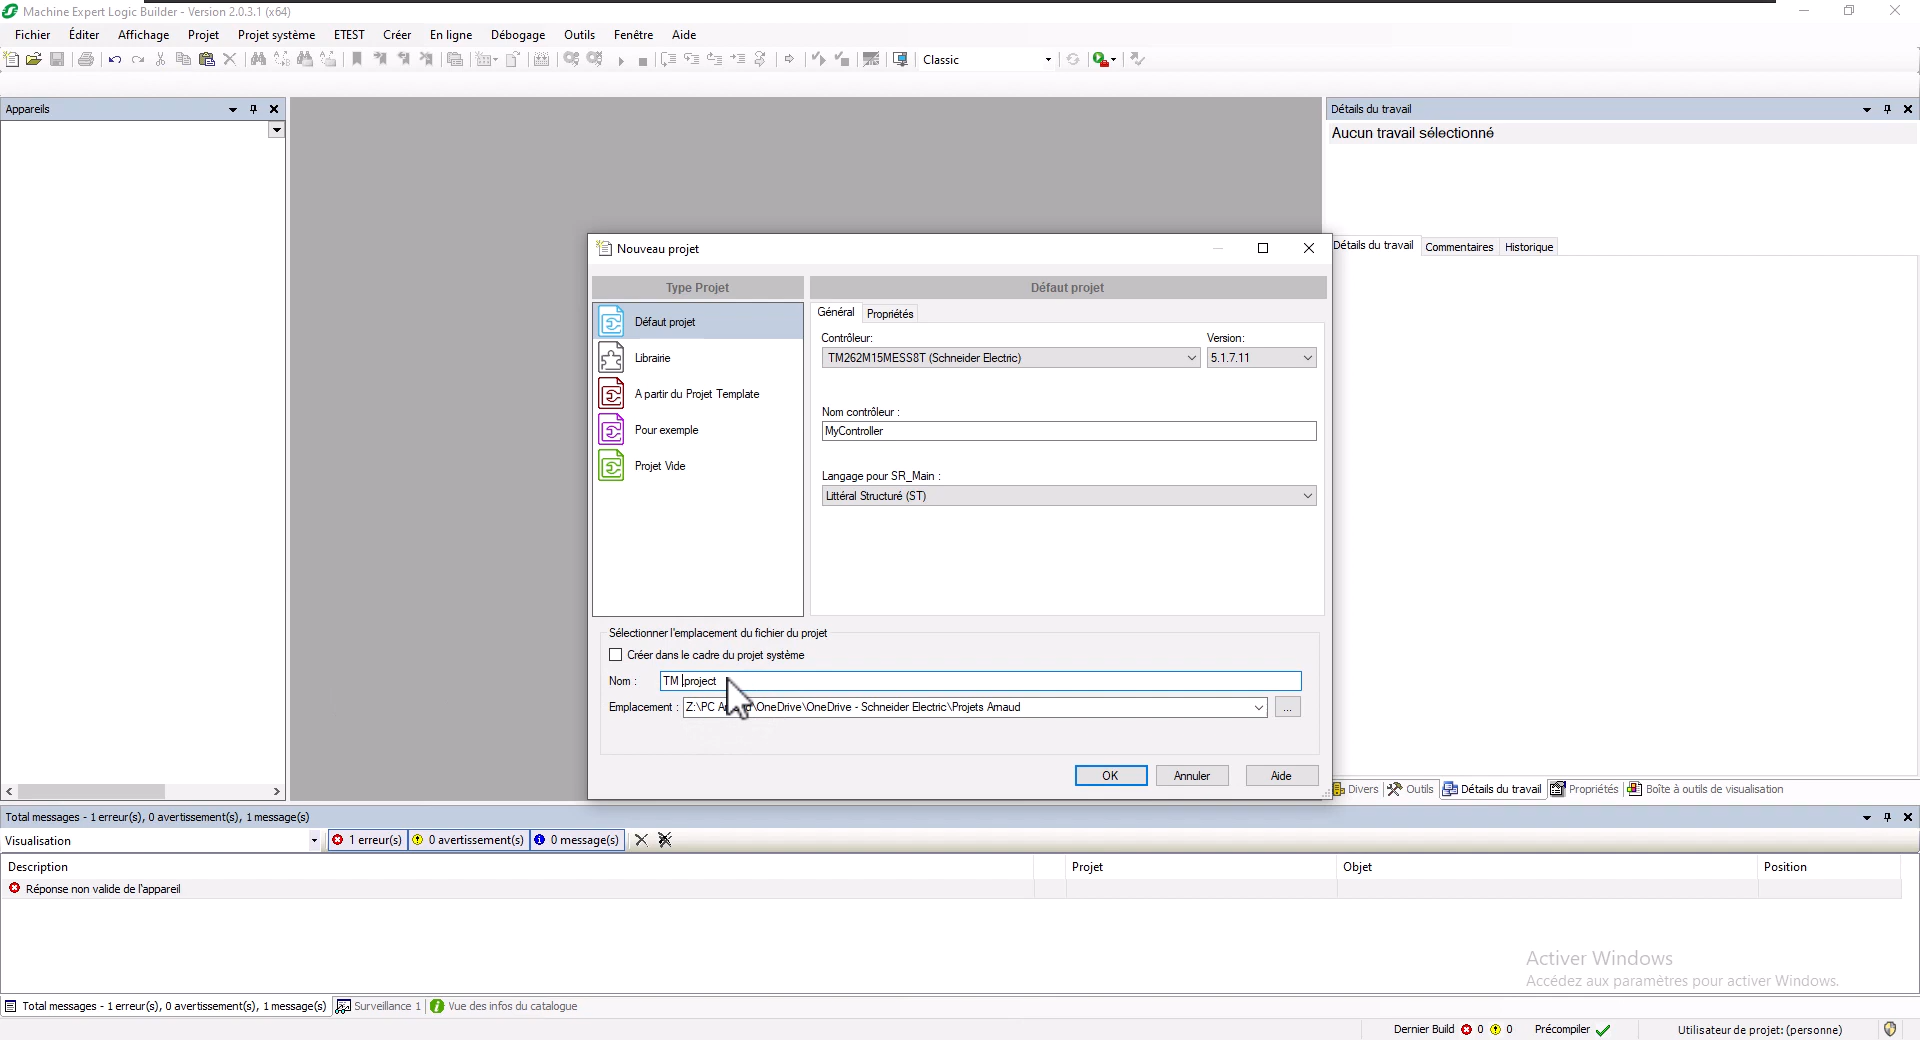 Machine Expert Logic Builder - Version 2.0.3.1 (x64)
Fichier Éditer Affichage Projet Projet système ETEST Créer En ligne Débogage Outils Fenêtre Aide
Classic
Appareils
Détails du travail
Aucun travail sélectionné
Détails du travail Commentaires Historique
Nouveau projet
Type Projet
Défaut projet
Défaut projet
Librairie
A partir du Projet Template
Pour exemple
Projet Vide
Général Propriétés
Contrôleur: Version:
TM262M15MESS8T (Schneider Electric) 5.1.7.11
Nom contrôleur :
MyController
Langage pour SR_Main :
Littéral Structuré (ST)
Sélectionner l'emplacement du fichier du projet
Créer dans le cadre du projet système
Nom : TM .project
Emplacement : Z:\PC \OneDrive\OneDrive - Schneider Electric\Projets Arnaud
...
OK Annuler Aide
Divers Outils Détails du travail Propriétés Boîte à outils de visualisation
Total messages - 1 erreur(s), 0 avertissement(s), 1 message(s)
Visualisation 1 erreur(s) 0 avertissement(s) 0 message(s)
Description Projet Objet Position
Réponse non valide de l'appareil
Activer Windows
Accédez aux paramètres pour activer Windows.
Total messages - 1 erreur(s), 0 avertissement(s), 1 message(s) Surveillance 1 Vue des infos du catalogue
Dernier Build 0 0 Précompiler Utilisateur de projet: (personne)